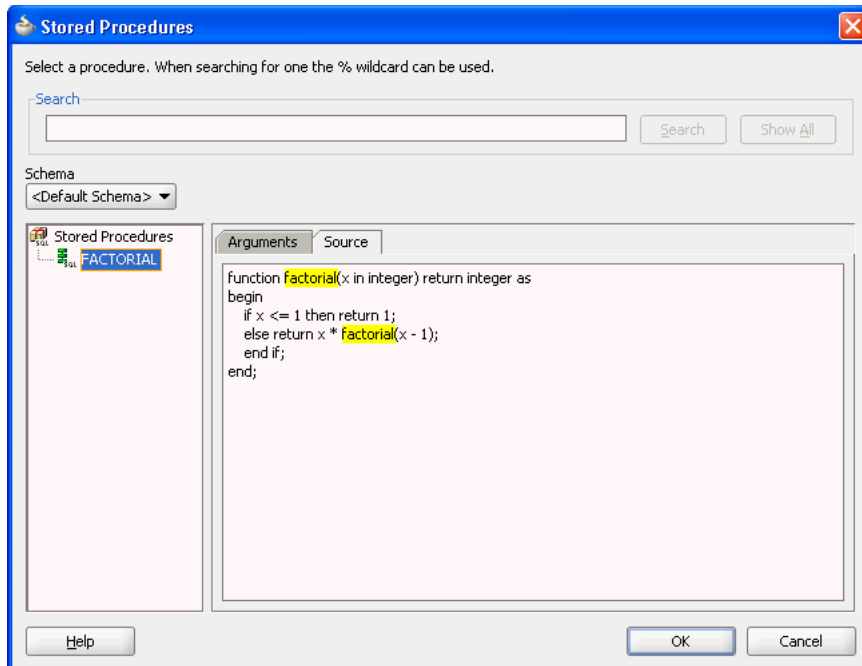 Stored Procedures
Select a procedure. When searching for one the % wildcard can be used.
Search
Search
Show All
Schema
<Default Schema>
Stored Procedures
FACTORIAL
Arguments
Source
function factorial(x in integer) return integer as
begin
if x <= 1 then return 1;
else return x * factorial(x - 1);
end if;
end;
Help
OK
Cancel